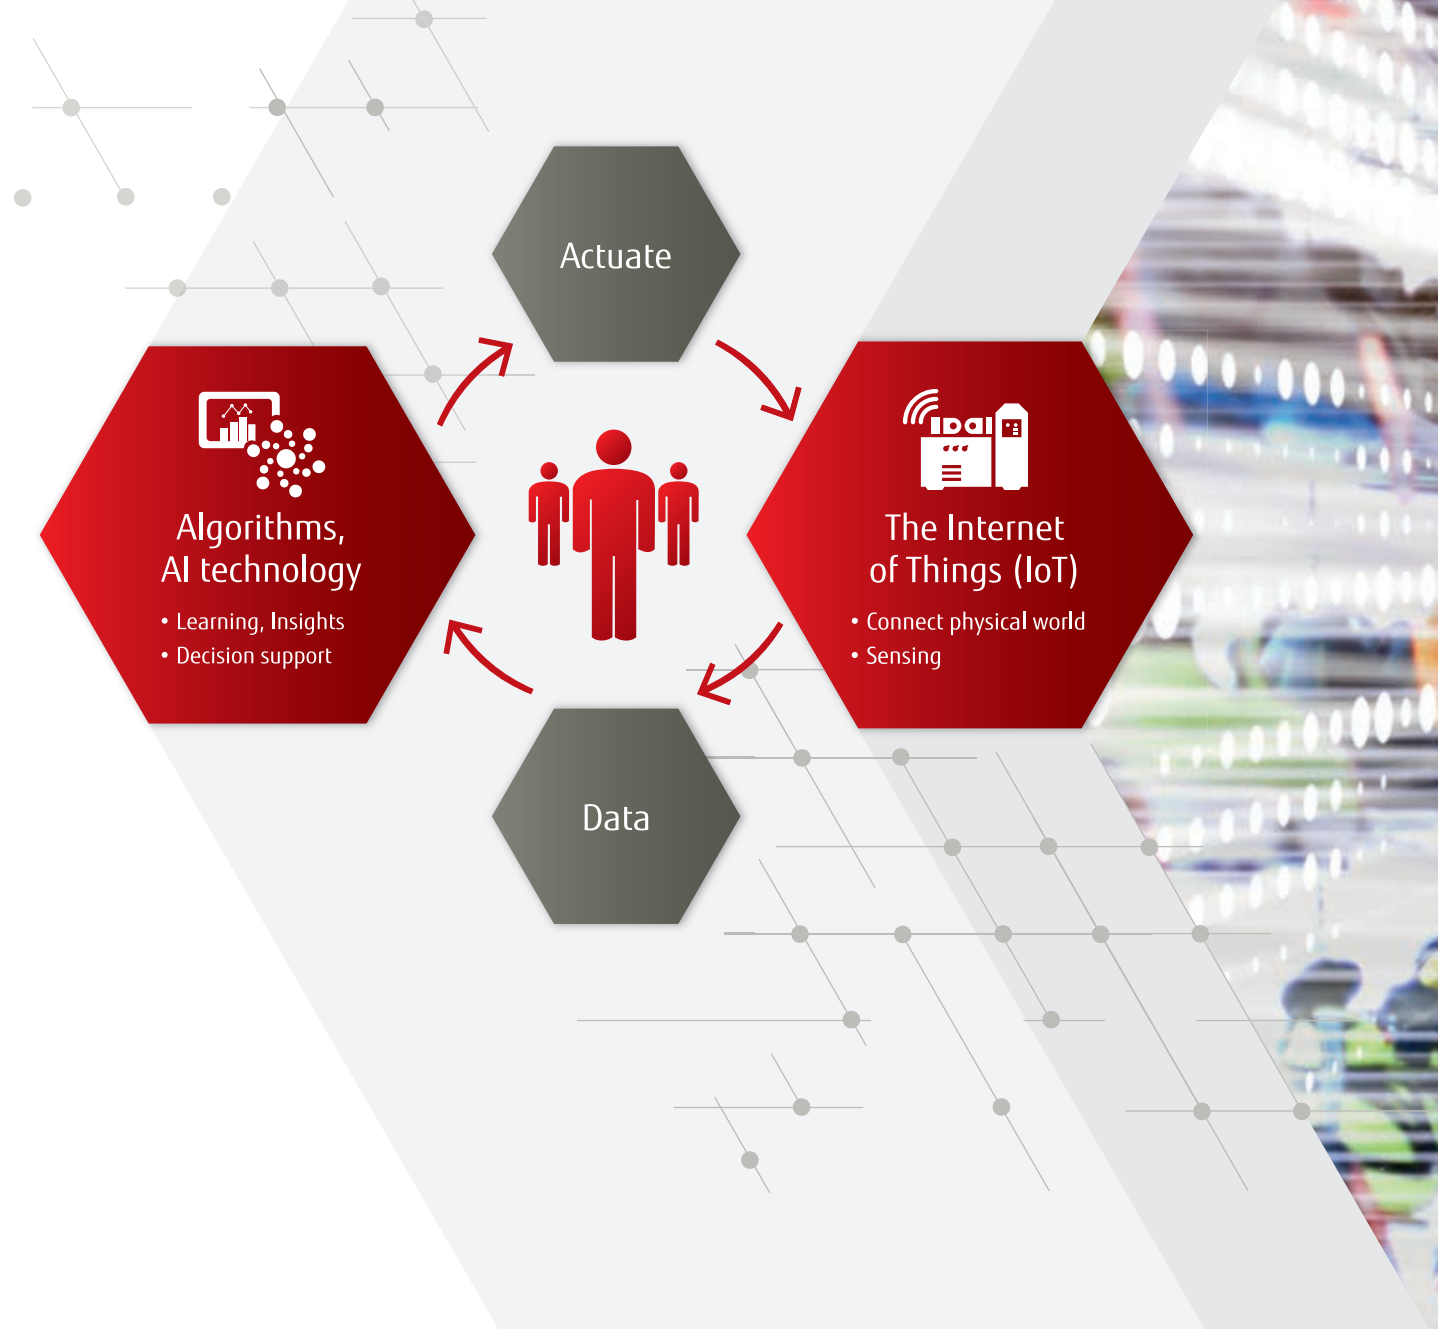 Actuate
Algorithms,
AI technology
• Learning, Insights
• Decision support
The Internet
of Things (IoT)
• Connect physical world
• Sensing
Data